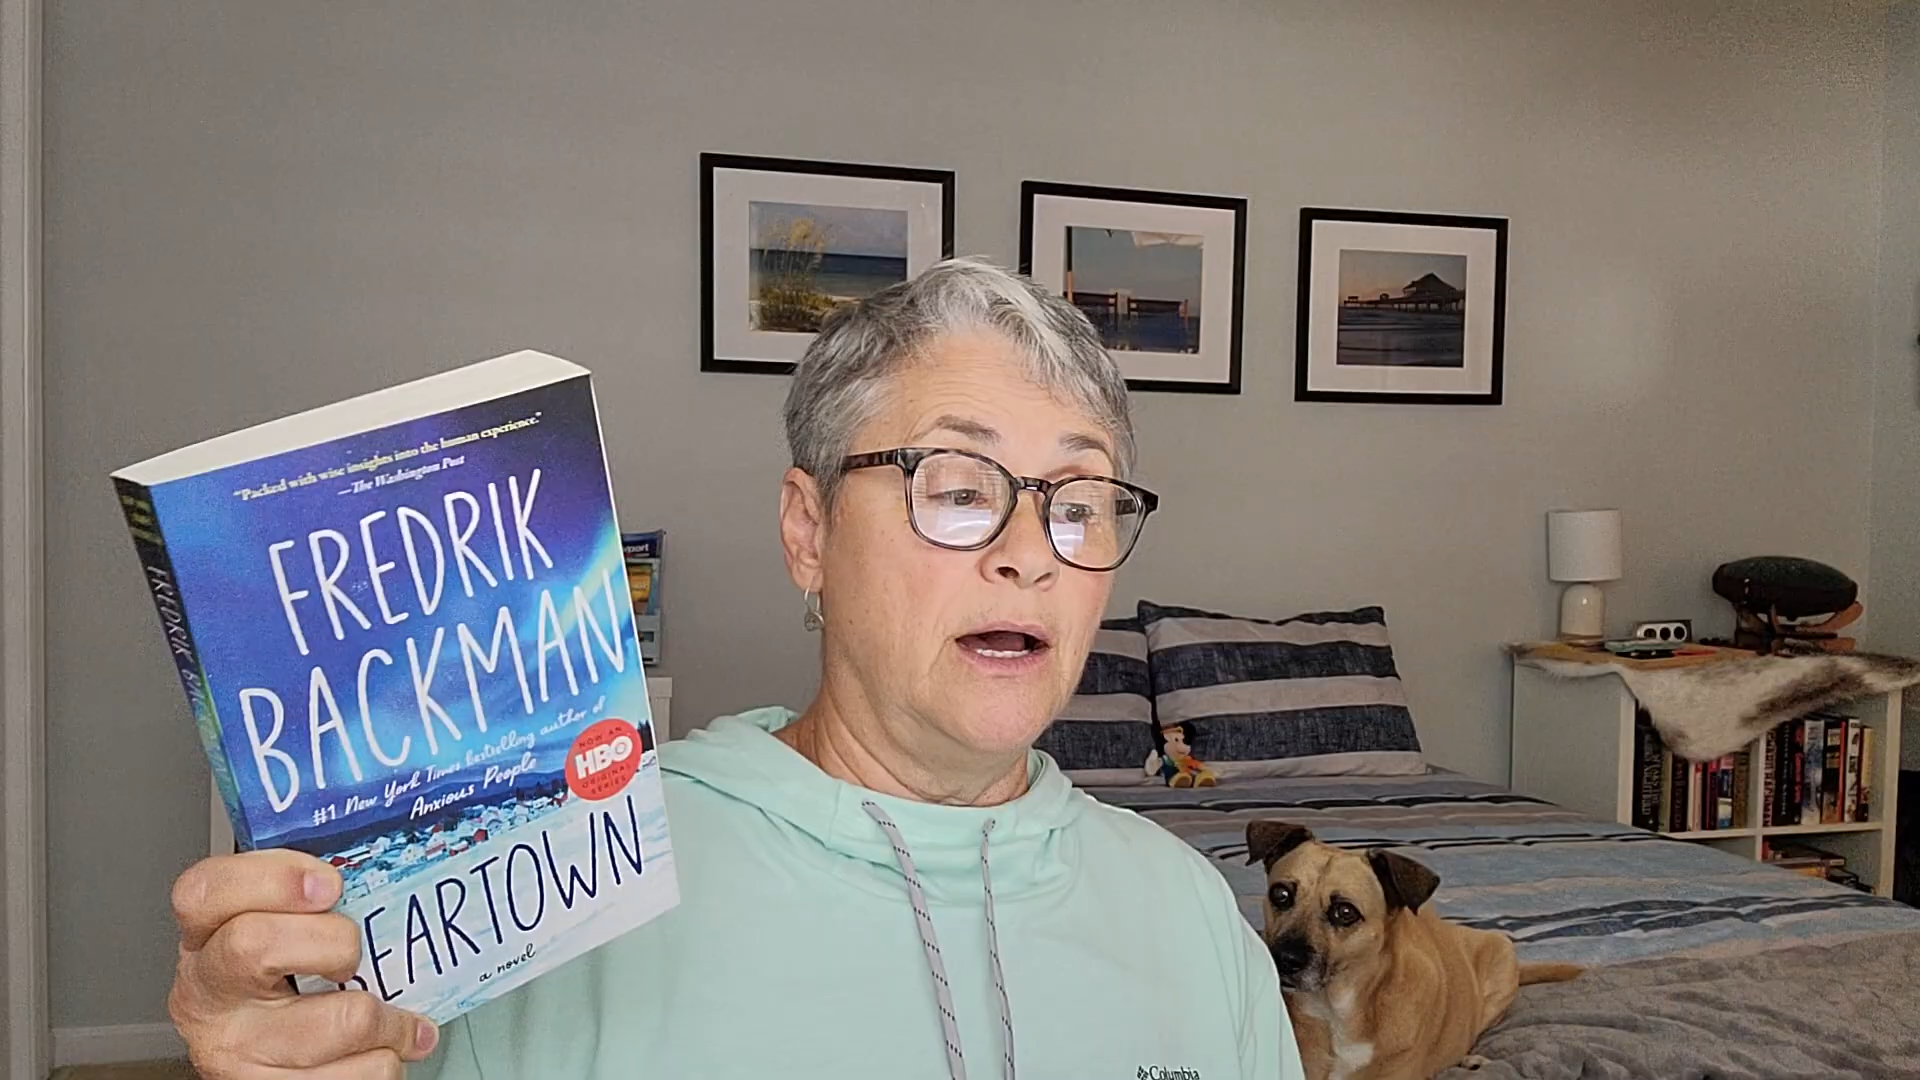 "Packed with wise insights into the human experience."
—The Washington Post
FREDRIK
BACKMAN
#1 New York Times bestselling author of
Anxious People
NOW AN
HBO
ORIGINAL
SERIES
BEARTOWN
a novel
FREDRIK
Columbia